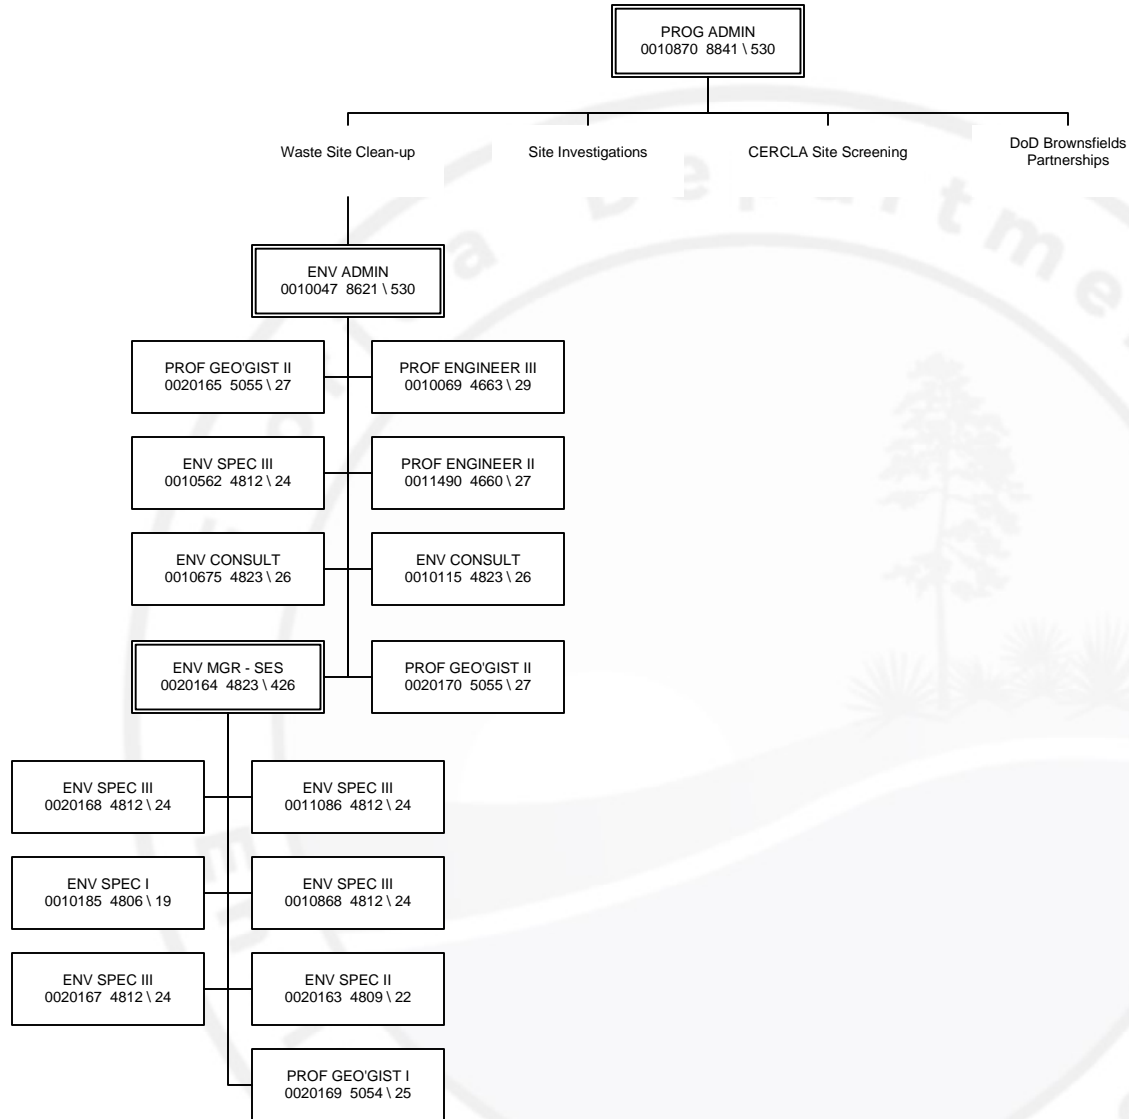 PROG ADMIN
0010870 8841 \ 530
Waste Site Clean-up
Site Investigations
CERCLA Site Screening
DoD Brownsfields
Partnerships
ENV ADMIN
0010047 8621 \ 530
PROF GEO'GIST II
0020165 5055 \ 27
PROF ENGINEER III
0010069 4663 \ 29
ENV SPEC III
0010562 4812 \ 24
PROF ENGINEER II
0011490 4660 \ 27
ENV CONSULT
0010675 4823 \ 26
ENV CONSULT
0010115 4823 \ 26
ENV MGR - SES
0020164 4823 \ 426
PROF GEO'GIST II
0020170 5055 \ 27
ENV SPEC III
0020168 4812 \ 24
ENV SPEC III
0011086 4812 \ 24
ENV SPEC I
0010185 4806 \ 19
ENV SPEC III
0010868 4812 \ 24
ENV SPEC III
0020167 4812 \ 24
ENV SPEC II
0020163 4809 \ 22
PROF GEO'GIST I
0020169 5054 \ 25